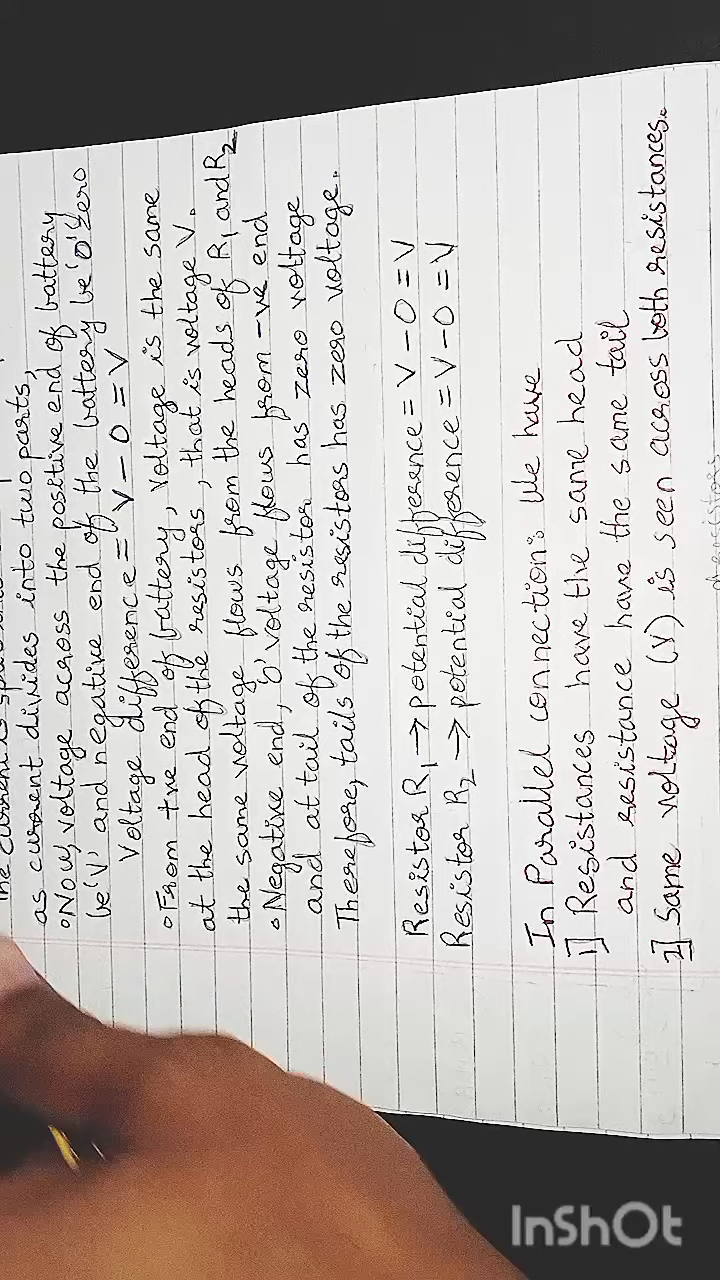 as current divides into two parts,
• Now, voltage across the positive end of battery
be 'V' and negative end of the battery be '0' zero
Voltage difference = V - 0 = V
• From +ve end of battery, voltage is the same
at the head of the resistors, that is voltage V.
the same voltage flows from the heads of R1 and R2
• Negative end, '0' voltage flows from -ve end
and at tail of the resistor has zero voltage
Therefore, tails of the resistors has zero voltage.
Resistor R1 → potential difference = V - 0 = V
Resistor R2 → potential difference = V - 0 = V
In Parallel connection: We have
1] Resistances have the same head
and resistance have the same tail
2] Same voltage (V) is seen across both resistances.
InShOt